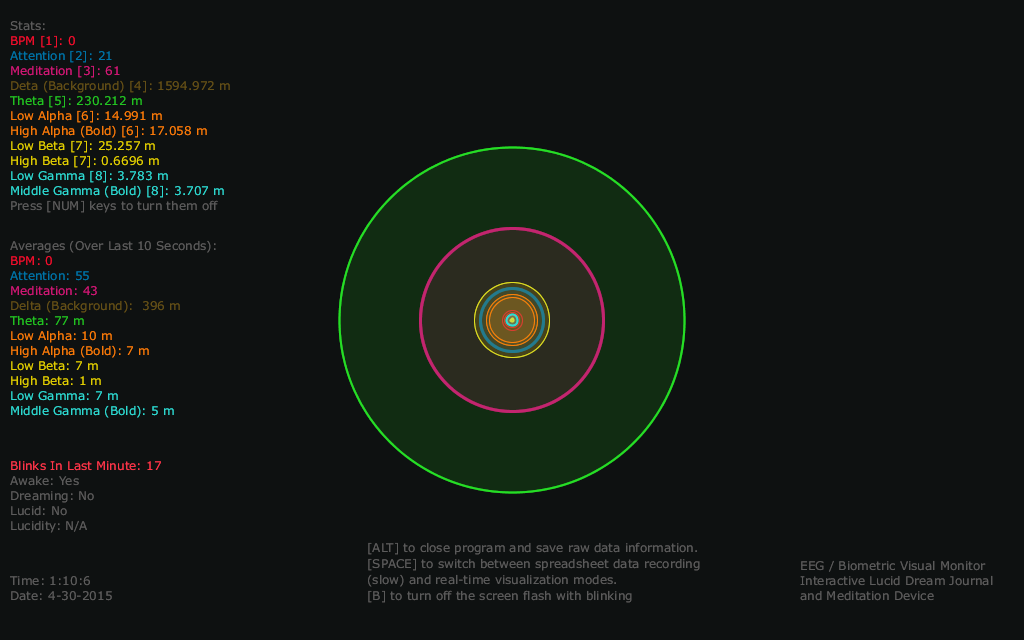 Stats:
BPM [1]: 0
Attention [2]: 21
Meditation [3]: 61
Deta (Background) [4]: 1594.972 m
Theta [5]: 230.212 m
Low Alpha [6]: 14.991 m
High Alpha (Bold) [6]: 17.058 m
Low Beta [7]: 25.257 m
High Beta [7]: 0.6696 m
Low Gamma [8]: 3.783 m
Middle Gamma (Bold) [8]: 3.707 m
Press [NUM] keys to turn them off
Averages (Over Last 10 Seconds):
BPM: 0
Attention: 55
Meditation: 43
Delta (Background):  396 m
Theta: 77 m
Low Alpha: 10 m
High Alpha (Bold): 7 m
Low Beta: 7 m
High Beta: 1 m
Low Gamma: 7 m
Middle Gamma (Bold): 5 m
Blinks In Last Minute: 17
Awake: Yes
Dreaming: No
Lucid: No
Lucidity: N/A
Time: 1:10:6
Date: 4-30-2015
[ALT] to close program and save raw data information.
[SPACE] to switch between spreadsheet data recording
(slow) and real-time visualization modes.
[B] to turn off the screen flash with blinking
EEG / Biometric Visual Monitor
Interactive Lucid Dream Journal
and Meditation Device